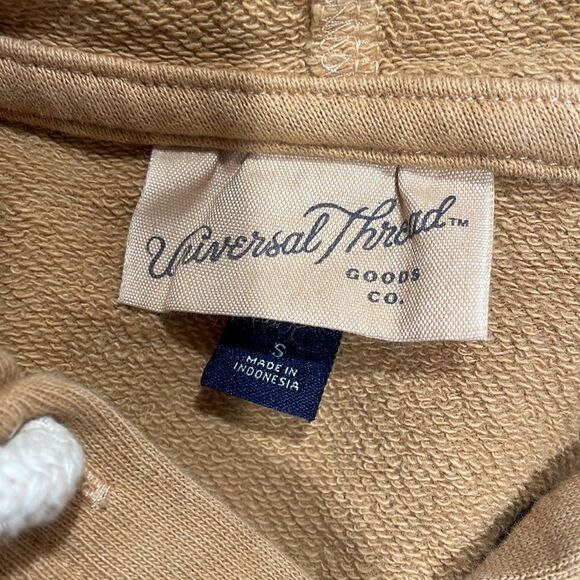 Universal Thread™
GOODS
CO.
S
MADE IN
INDONESIA